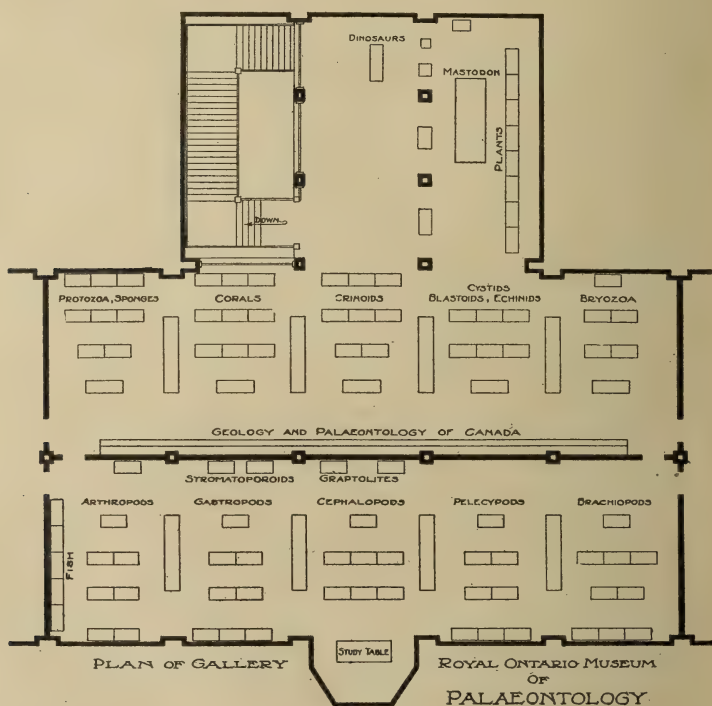 DINOSAURS
MASTODON
PLANTS
DOWN
PROTOZOA, SPONGES
CORALS
CRINOIDS
CYSTIDS
BLASTOIDS, ECHINIDS
BRYOZOA
GEOLOGY AND PALAEONTOLOGY OF CANADA
STROMATOPOROIDS
GRAPTOLITES
ARTHROPODS
GASTROPODS
CEPHALOPODS
PELECYPODS
BRACHIOPODS
FISH
STUDY TABLE
PLAN OF GALLERY
ROYAL ONTARIO MUSEUM
OF
PALAEONTOLOGY